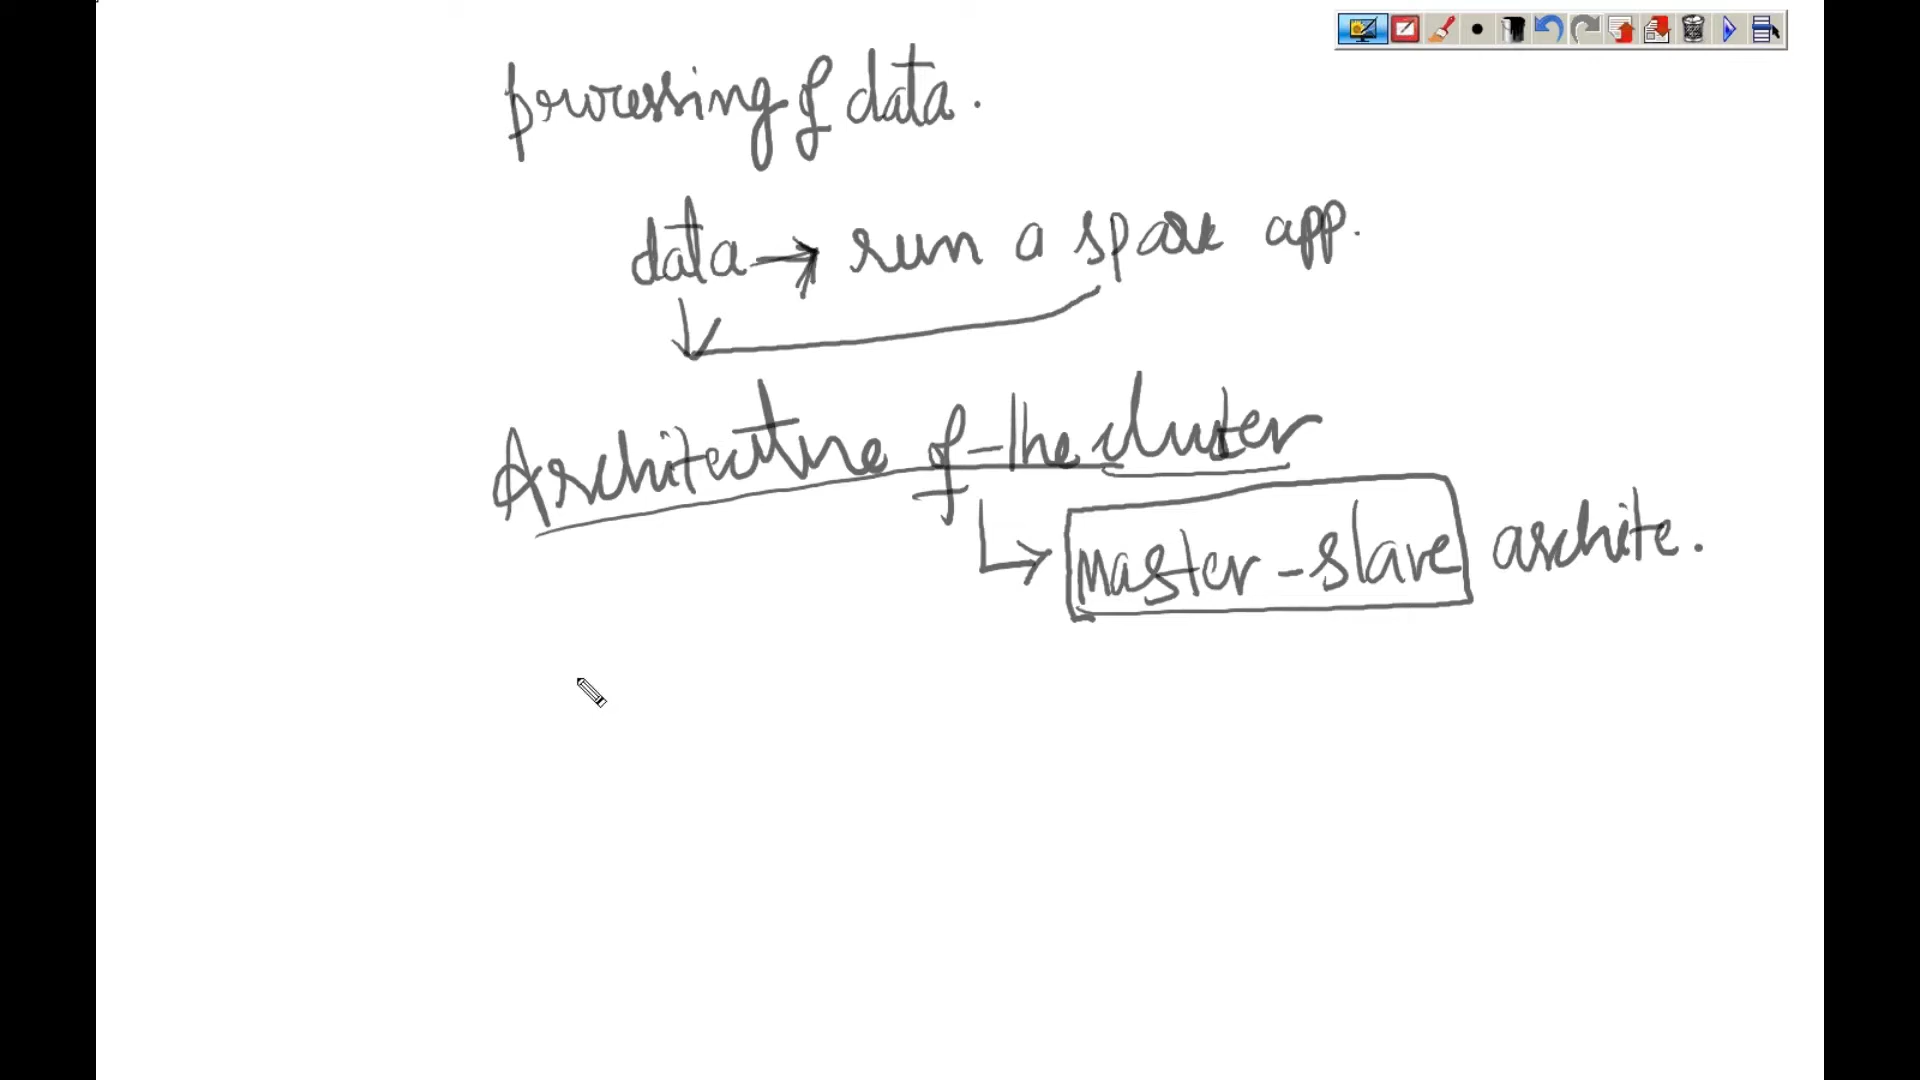 processing of data.
data → run a spark app.
Architecture of the cluster
↳ master-slave archite.